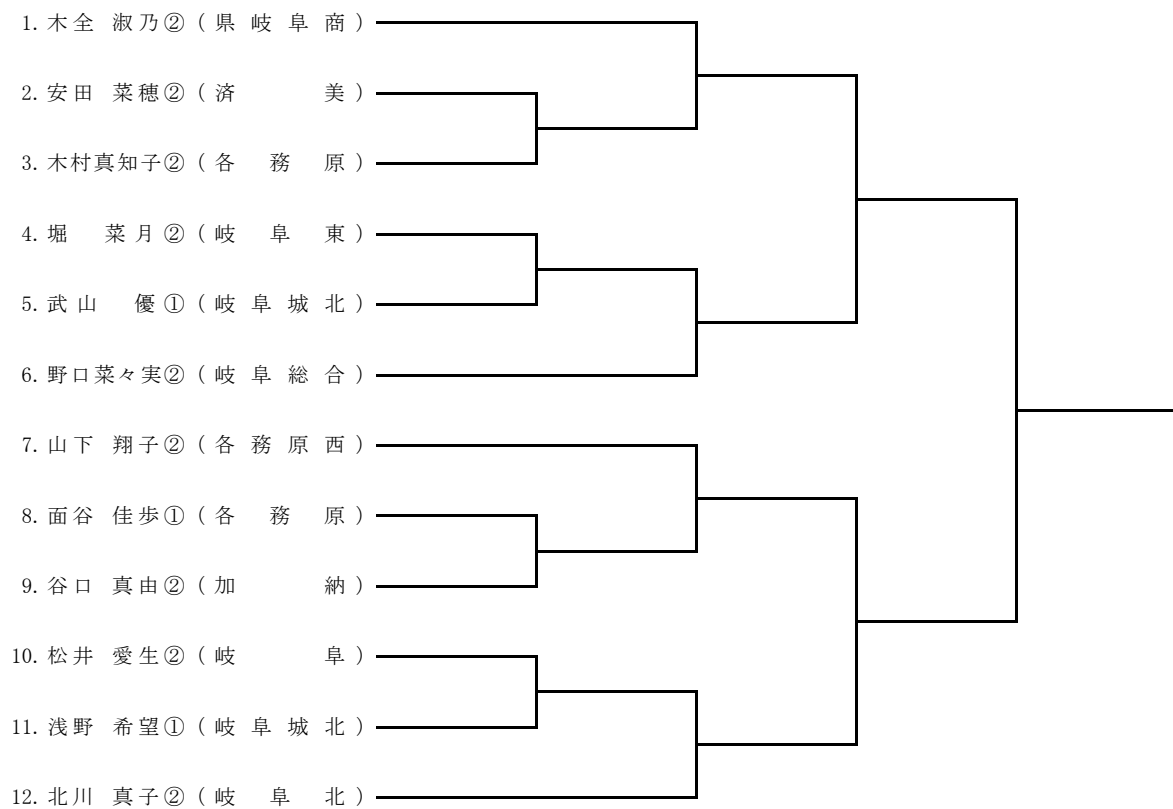 1. 木全 淑乃② ( 県 岐 阜 商 )
2. 安田 菜穂② ( 済 美 )
3. 木村真知子② ( 各 務 原 )
4. 堀 菜月② ( 岐 阜 東 )
5. 武山 優① ( 岐 阜 城 北 )
6. 野口菜々実② ( 岐 阜 総 合 )
7. 山下 翔子② ( 各 務 原 西 )
8. 面谷 佳歩① ( 各 務 原 )
9. 谷口 真由② ( 加 納 )
10. 松井 愛生② ( 岐 阜 )
11. 浅野 希望① ( 岐 阜 城 北 )
12. 北川 真子② ( 岐 阜 北 )